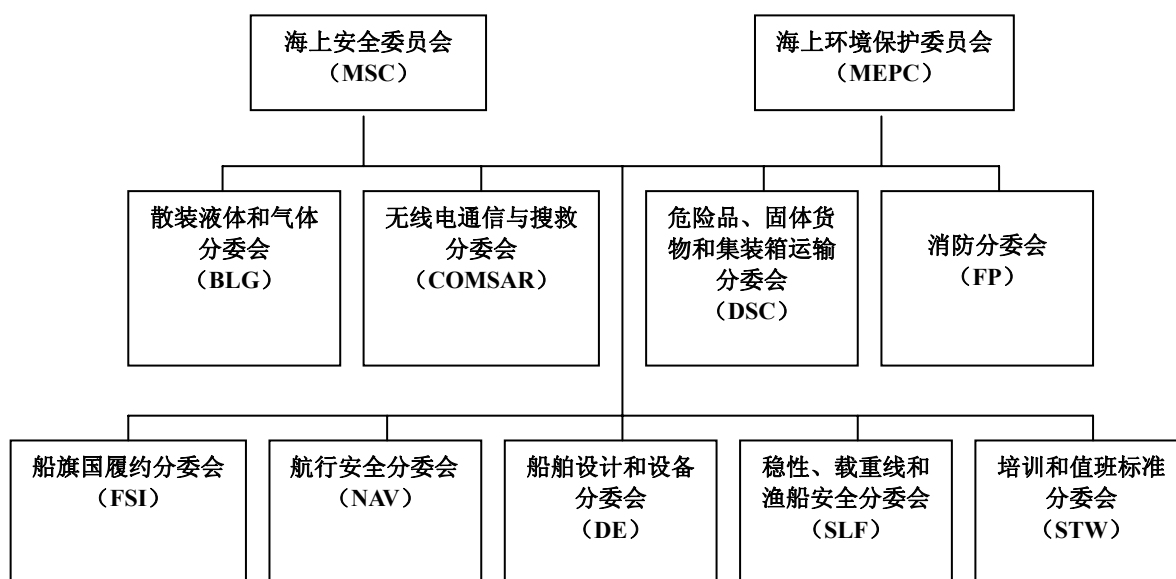 海上安全委员会
（MSC）
海上环境保护委员会
（MEPC）
散装液体和气体
分委会
（BLG）
无线电通信与搜救
分委会
（COMSAR）
危险品、固体货
物和集装箱运输
分委会
（DSC）
消防分委会
（FP）
船旗国履约分委会
（FSI）
航行安全分委会
（NAV）
船舶设计和设备
分委会
（DE）
稳性、载重线和
渔船安全分委会
（SLF）
培训和值班标准
分委会
（STW）